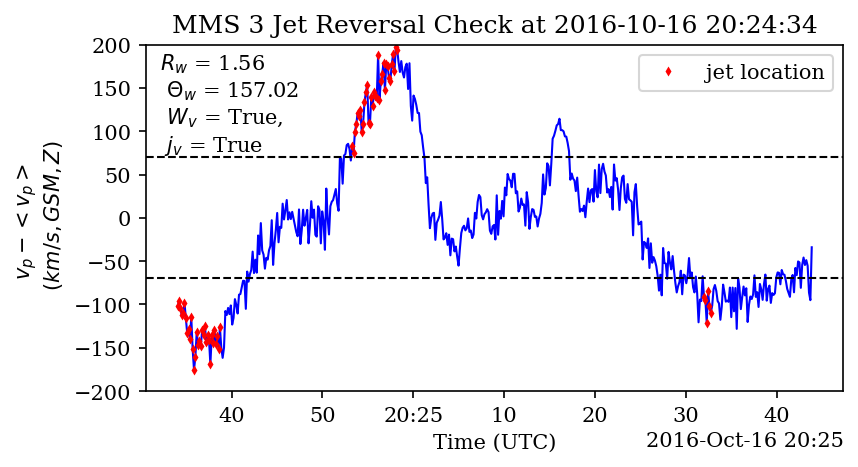 MMS 3 Jet Reversal Check at 2016-10-16 20:24:34
R_w = 1.56
Θ_w = 157.02
W_v = True,
j_v = True
jet location
v_p − < v_p >
(km/s, GSM, Z)
200
150
100
50
0
−50
−100
−150
−200
40 50 20:25 10 20 30 40
Time (UTC)
2016-Oct-16 20:25